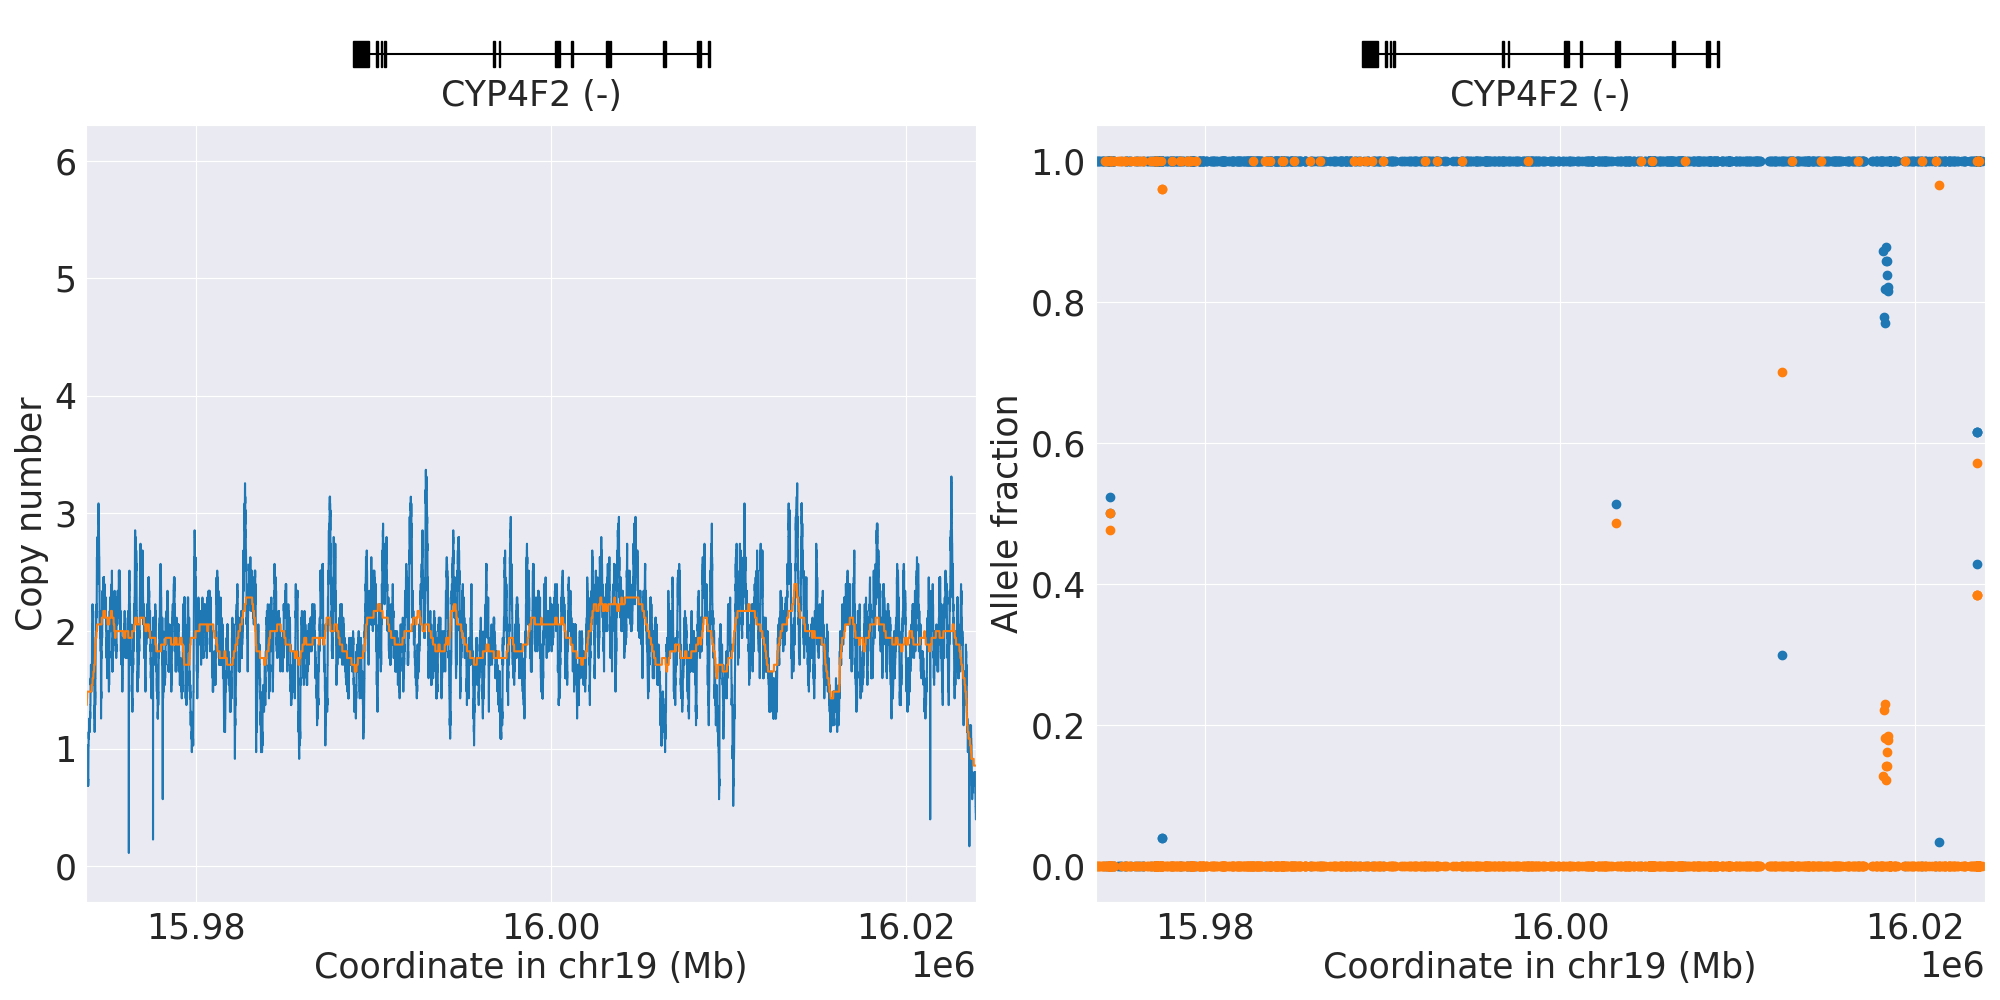 CYP4F2 (-)
6
5
4
3
2
1
0
Copy number
15.98
16.00
16.02
Coordinate in chr19 (Mb)
1e6
CYP4F2 (-)
1.0
0.8
0.6
0.4
0.2
0.0
Allele fraction
15.98
16.00
16.02
Coordinate in chr19 (Mb)
1e6